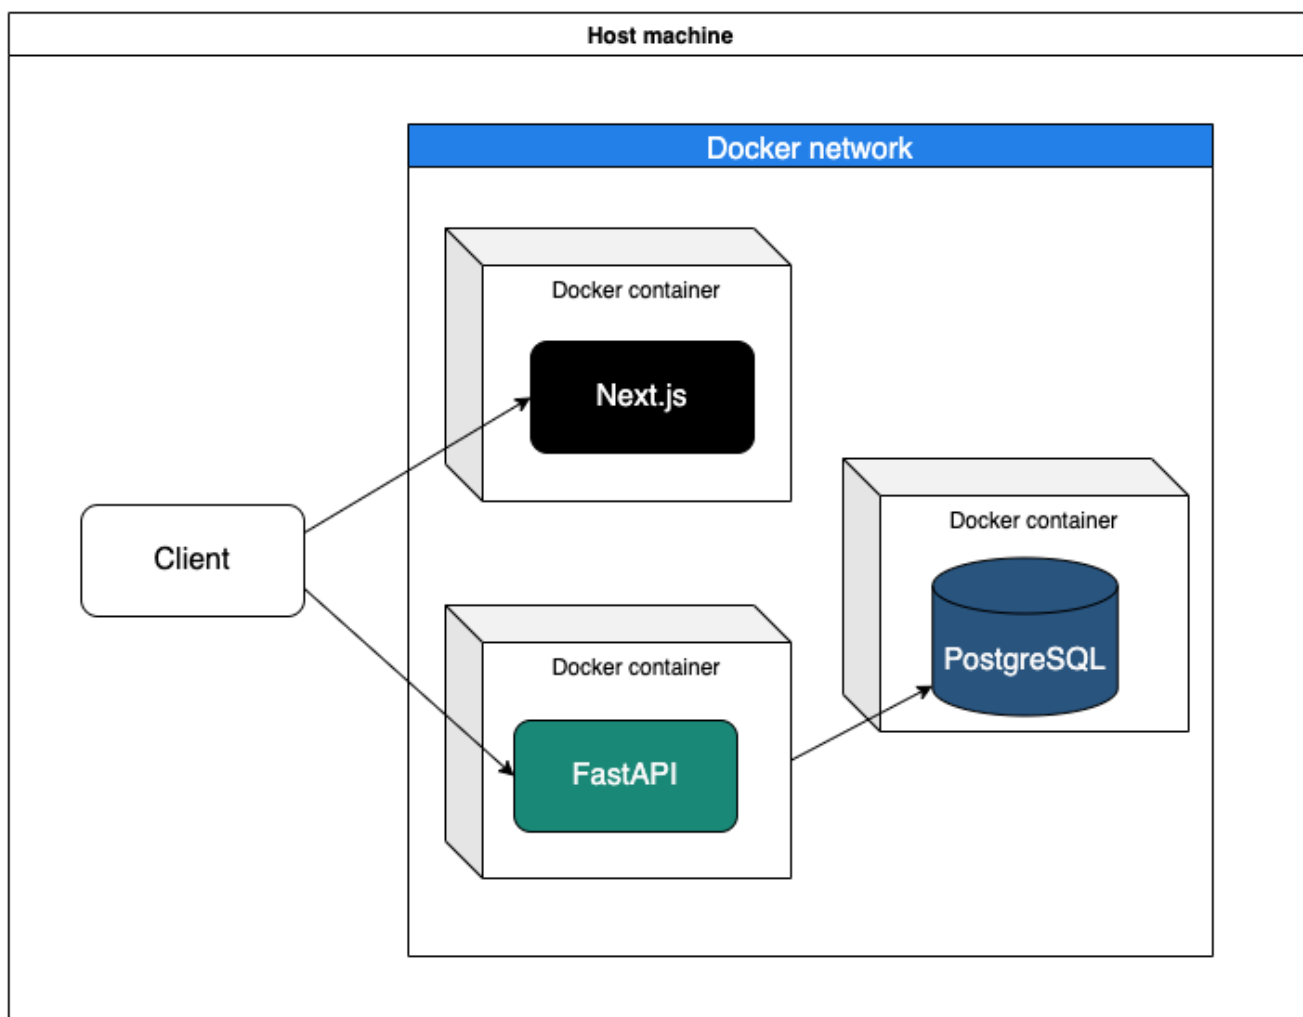 Host machine
Docker network
Docker container
Next.js
Client
Docker container
PostgreSQL
Docker container
FastAPI